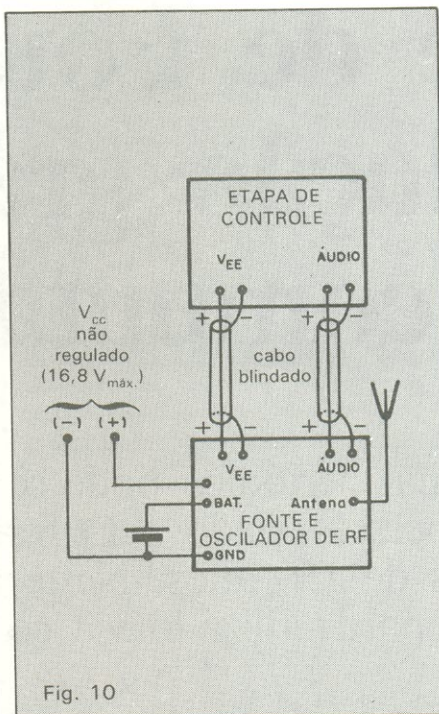 ETAPA DE
CONTROLE
VEE
ÁUDIO
+ − + −
Vcc
não
regulado
(16,8 Vmáx.)
(−) (+)
cabo
blindado
+ − + −
VEE
ÁUDIO
BAT.
Antena
FONTE E
OSCILADOR DE RF
GND
Fig. 10